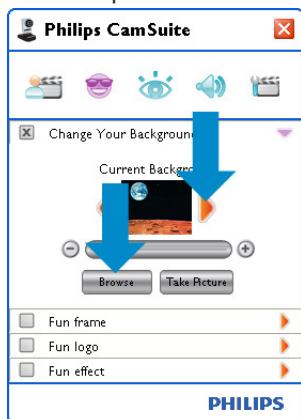 Philips CamSuite
Change Your Background
Current Backgro
Browse Take Picture
Fun frame
Fun logo
Fun effect
PHILIPS